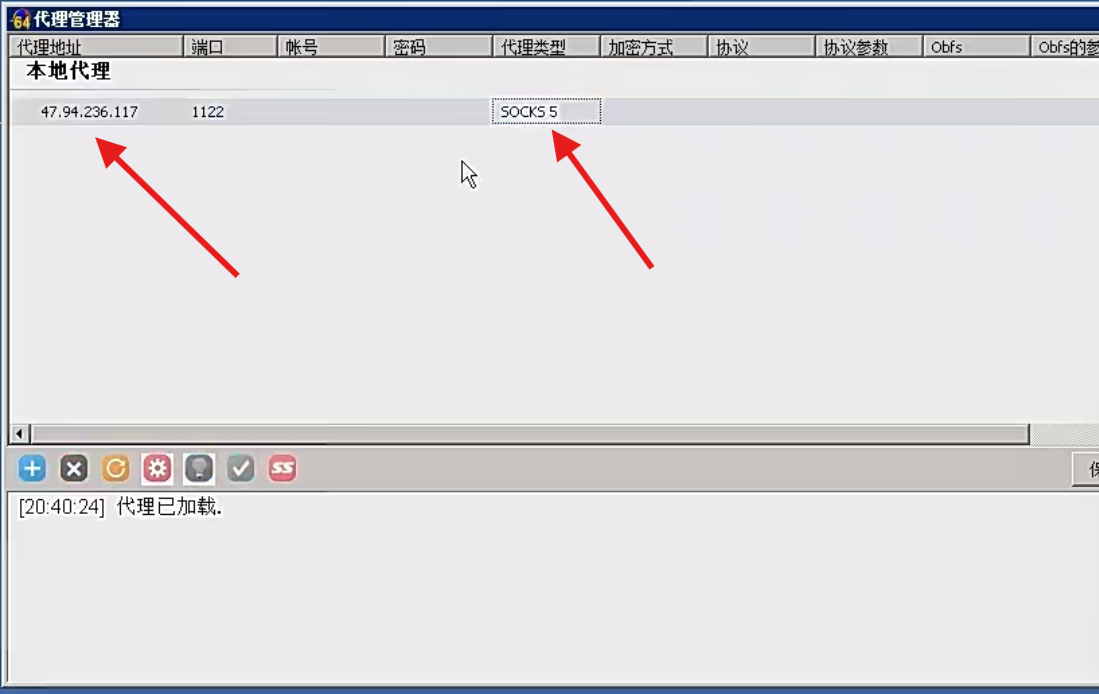 64 代理管理器
代理地址 端口 帐号 密码 代理类型 加密方式 协议 协议参数 Obfs Obfs的参
本地代理
47.94.236.117 1122 SOCKS 5
SS
[20:40:24] 代理已加载.